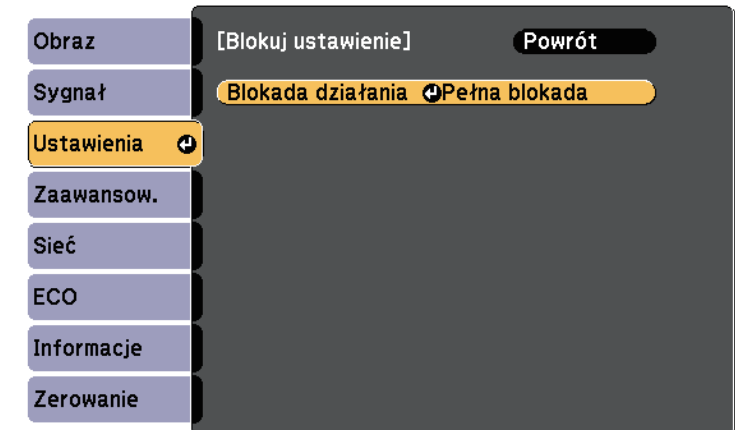 Obraz
Sygnał
Ustawienia
Zaawansow.
Sieć
ECO
Informacje
Zerowanie
[Blokuj ustawienie] Powrót
Blokada działania Pełna blokada